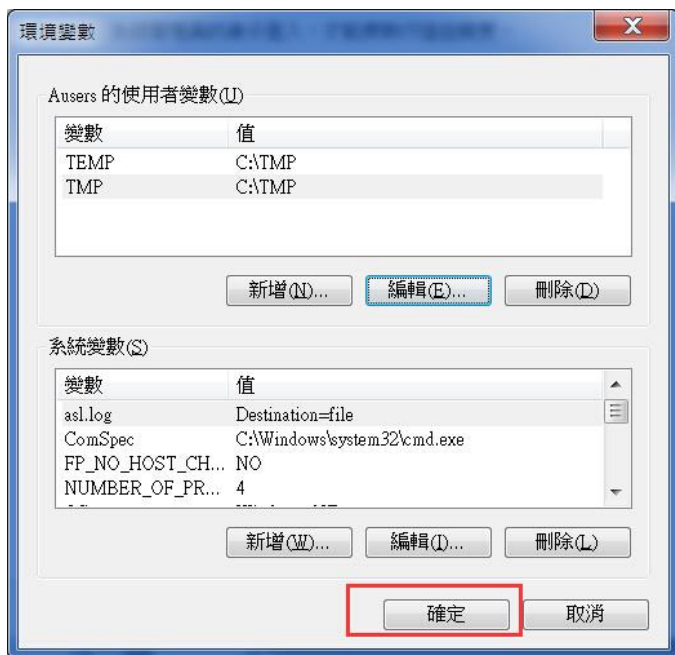 環境變數
Ausers 的使用者變數(U)
變數 值
TEMP C:\TMP
TMP C:\TMP
新增(N)... 編輯(E)... 刪除(D)
系統變數(S)
變數 值
asl.log Destination=file
ComSpec C:\Windows\system32\cmd.exe
FP_NO_HOST_CH... NO
NUMBER_OF_PR... 4
新增(W)... 編輯(I)... 刪除(L)
確定 取消